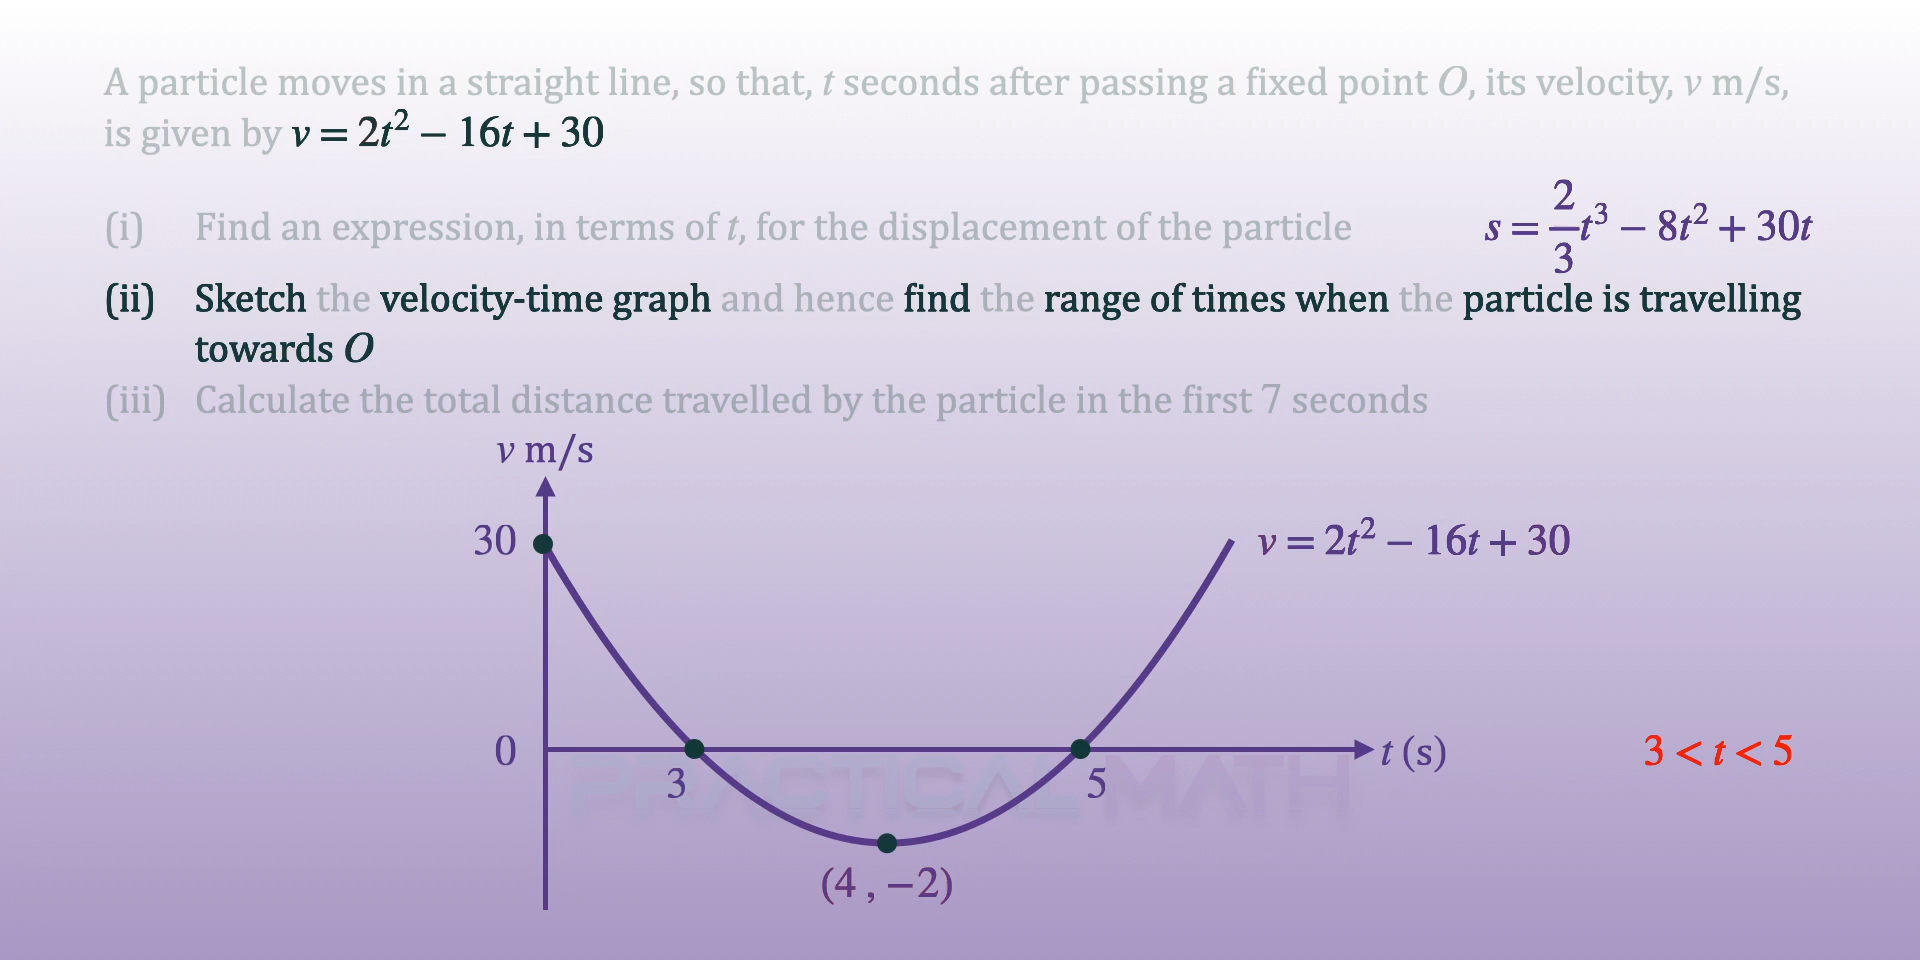 A particle moves in a straight line, so that, t seconds after passing a fixed point O, its velocity, v m/s,
is given by v = 2t² − 16t + 30
(i) Find an expression, in terms of t, for the displacement of the particle
s = 2/3 t³ − 8t² + 30t
(ii) Sketch the velocity-time graph and hence find the range of times when the particle is travelling
towards O
(iii) Calculate the total distance travelled by the particle in the first 7 seconds
v m/s
30
v = 2t² − 16t + 30
0
t (s)
3 < t < 5
3
5
PRACTICAL MATH
(4 , −2)